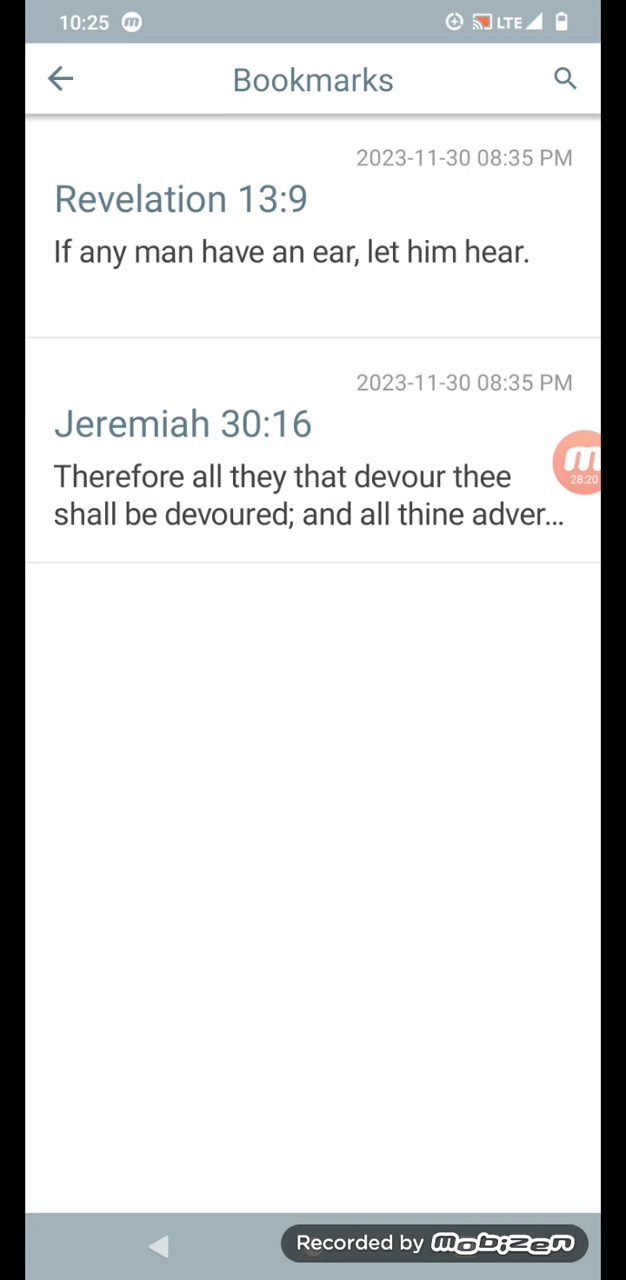 10:25 m LTE
Bookmarks
2023-11-30 08:35 PM
Revelation 13:9
If any man have an ear, let him hear.
2023-11-30 08:35 PM
Jeremiah 30:16
Therefore all they that devour thee
shall be devoured; and all thine adver...
m
28:20
Recorded by mobizen